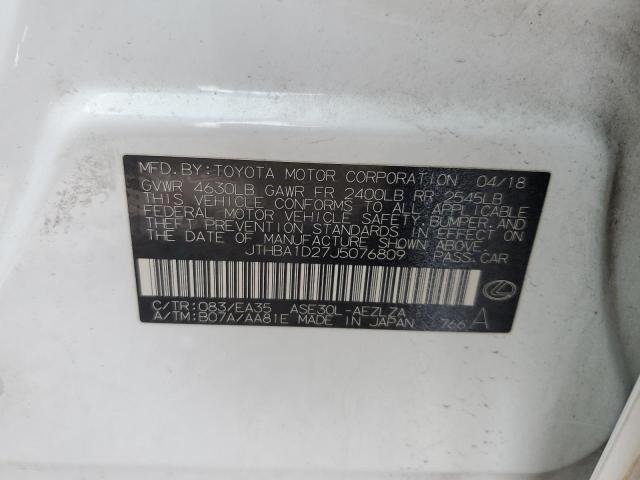 MFD. BY:TOYOTA MOTOR CORPORATION 04/18
GVWR 4630LB GAWR FR 2400LB RR 2545LB
THIS VEHICLE CONFORMS TO ALL APPLICABLE
FEDERAL MOTOR VEHICLE SAFETY, BUMPER, AND
THEFT PREVENTION STANDARDS IN EFFECT ON
THE DATE OF MANUFACTURE SHOWN ABOVE.
JTHBA1D27J5076809 PASS.CAR
C/TR:083/EA35 ASE30L-AEZLZA
A/TM:B07A/AA81E MADE IN JAPAN 766 A